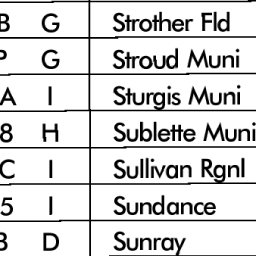 B G Strother Fld
P G Stroud Muni
A I Sturgis Muni
8 H Sublette Muni
C I Sullivan Rgnl
5 I Sundance
D Sunray